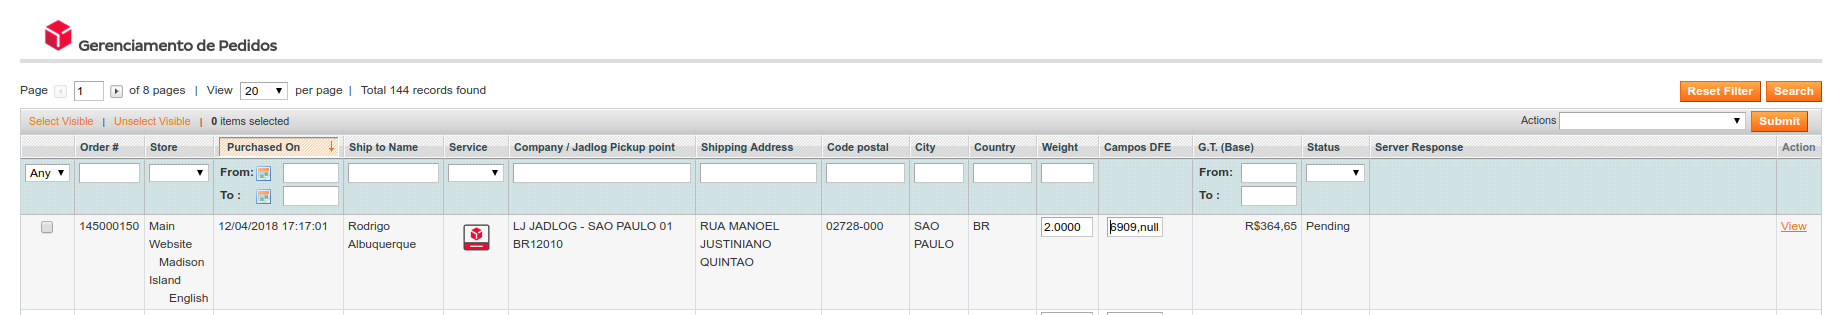 Gerenciamento de Pedidos
Page 1 of 8 pages | View 20 per page | Total 144 records found
Reset Filter Search
Select Visible | Unselect Visible | 0 items selected
Actions Submit
Order # Store Purchased On Ship to Name Service Company / Jadlog Pickup point Shipping Address Code postal City Country Weight Campos DFE G.T. (Base) Status Server Response Action
Any From: From:
To : To :
145000150 Main 12/04/2018 17:17:01 Rodrigo LJ JADLOG - SAO PAULO 01 RUA MANOEL 02728-000 SAO BR 2.0000 6909,null R$364,65 Pending View
Website Albuquerque BR12010 JUSTINIANO PAULO
Madison QUINTAO
Island
English